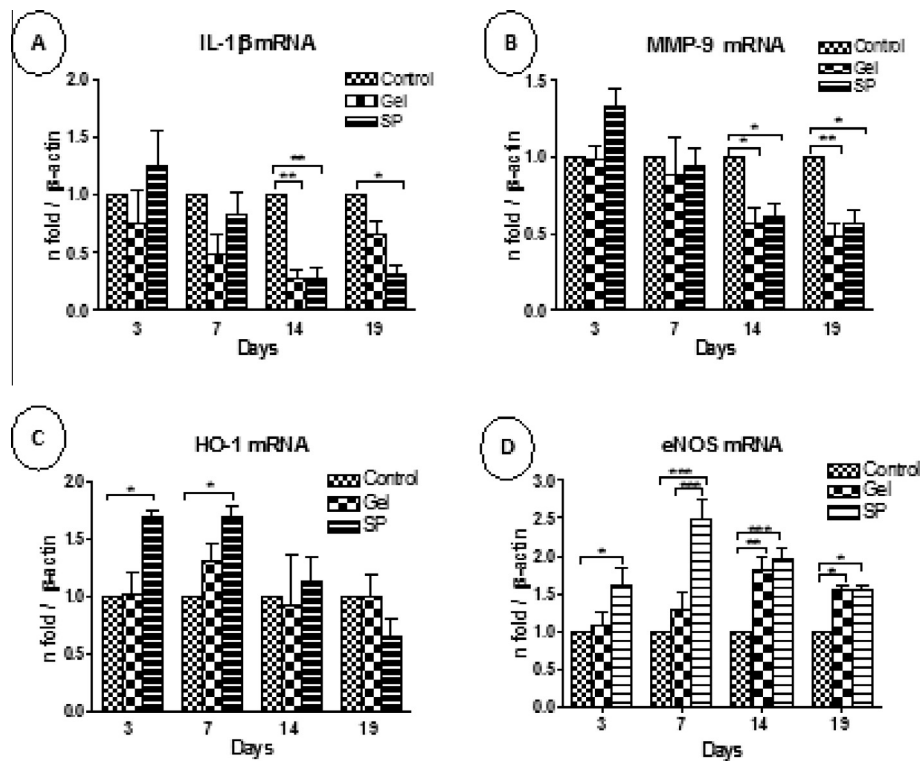 A
IL-1βmRNA
Control
Gel
SP
n fold / β-actin
2.0
1.5
1.0
0.5
0.0
** 
** 
*
3 7 14 19
Days
B
MMP-9 mRNA
Control
Gel
SP
n fold / β-actin
1.5
1.0
0.5
0.0
*
*
*
**
3 7 14 19
Days
C
HO-1 mRNA
Control
Gel
SP
n fold / β-actin
2.0
1.5
1.0
0.5
0.0
* *
3 7 14 19
Days
D
eNOS mRNA
Control
Gel
SP
n fold / β-actin
3.0
2.5
2.0
1.5
1.0
0.5
0.0
*
***
***
***
**
*
*
3 7 14 19
Days